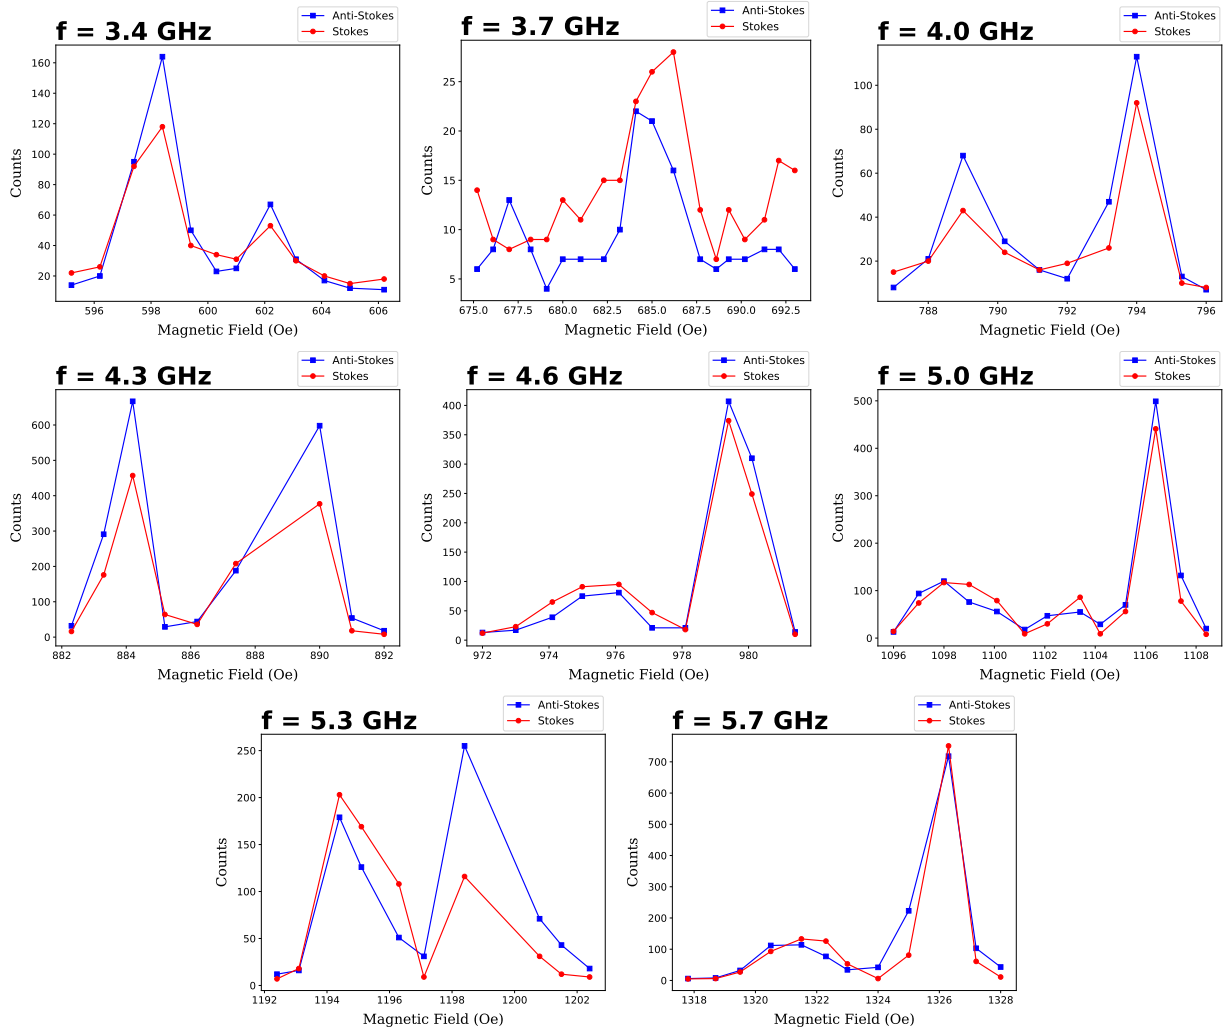 f = 3.4 GHz
Anti-Stokes
Stokes
Counts
160
140
120
100
80
60
40
20
596 598 600 602 604 606
Magnetic Field (Oe)
f = 3.7 GHz
Anti-Stokes
Stokes
Counts
25
20
15
10
5
675.0 677.5 680.0 682.5 685.0 687.5 690.0 692.5
Magnetic Field (Oe)
f = 4.0 GHz
Anti-Stokes
Stokes
Counts
100
80
60
40
20
788 790 792 794 796
Magnetic Field (Oe)
f = 4.3 GHz
Anti-Stokes
Stokes
Counts
600
500
400
300
200
100
0
882 884 886 888 890 892
Magnetic Field (Oe)
f = 4.6 GHz
Anti-Stokes
Stokes
Counts
400
350
300
250
200
150
100
50
0
972 974 976 978 980
Magnetic Field (Oe)
f = 5.0 GHz
Anti-Stokes
Stokes
Counts
500
400
300
200
100
0
1096 1098 1100 1102 1104 1106 1108
Magnetic Field (Oe)
f = 5.3 GHz
Anti-Stokes
Stokes
Counts
250
200
150
100
50
0
1192 1194 1196 1198 1200 1202
Magnetic Field (Oe)
f = 5.7 GHz
Anti-Stokes
Stokes
Counts
700
600
500
400
300
200
100
0
1318 1320 1322 1324 1326 1328
Magnetic Field (Oe)